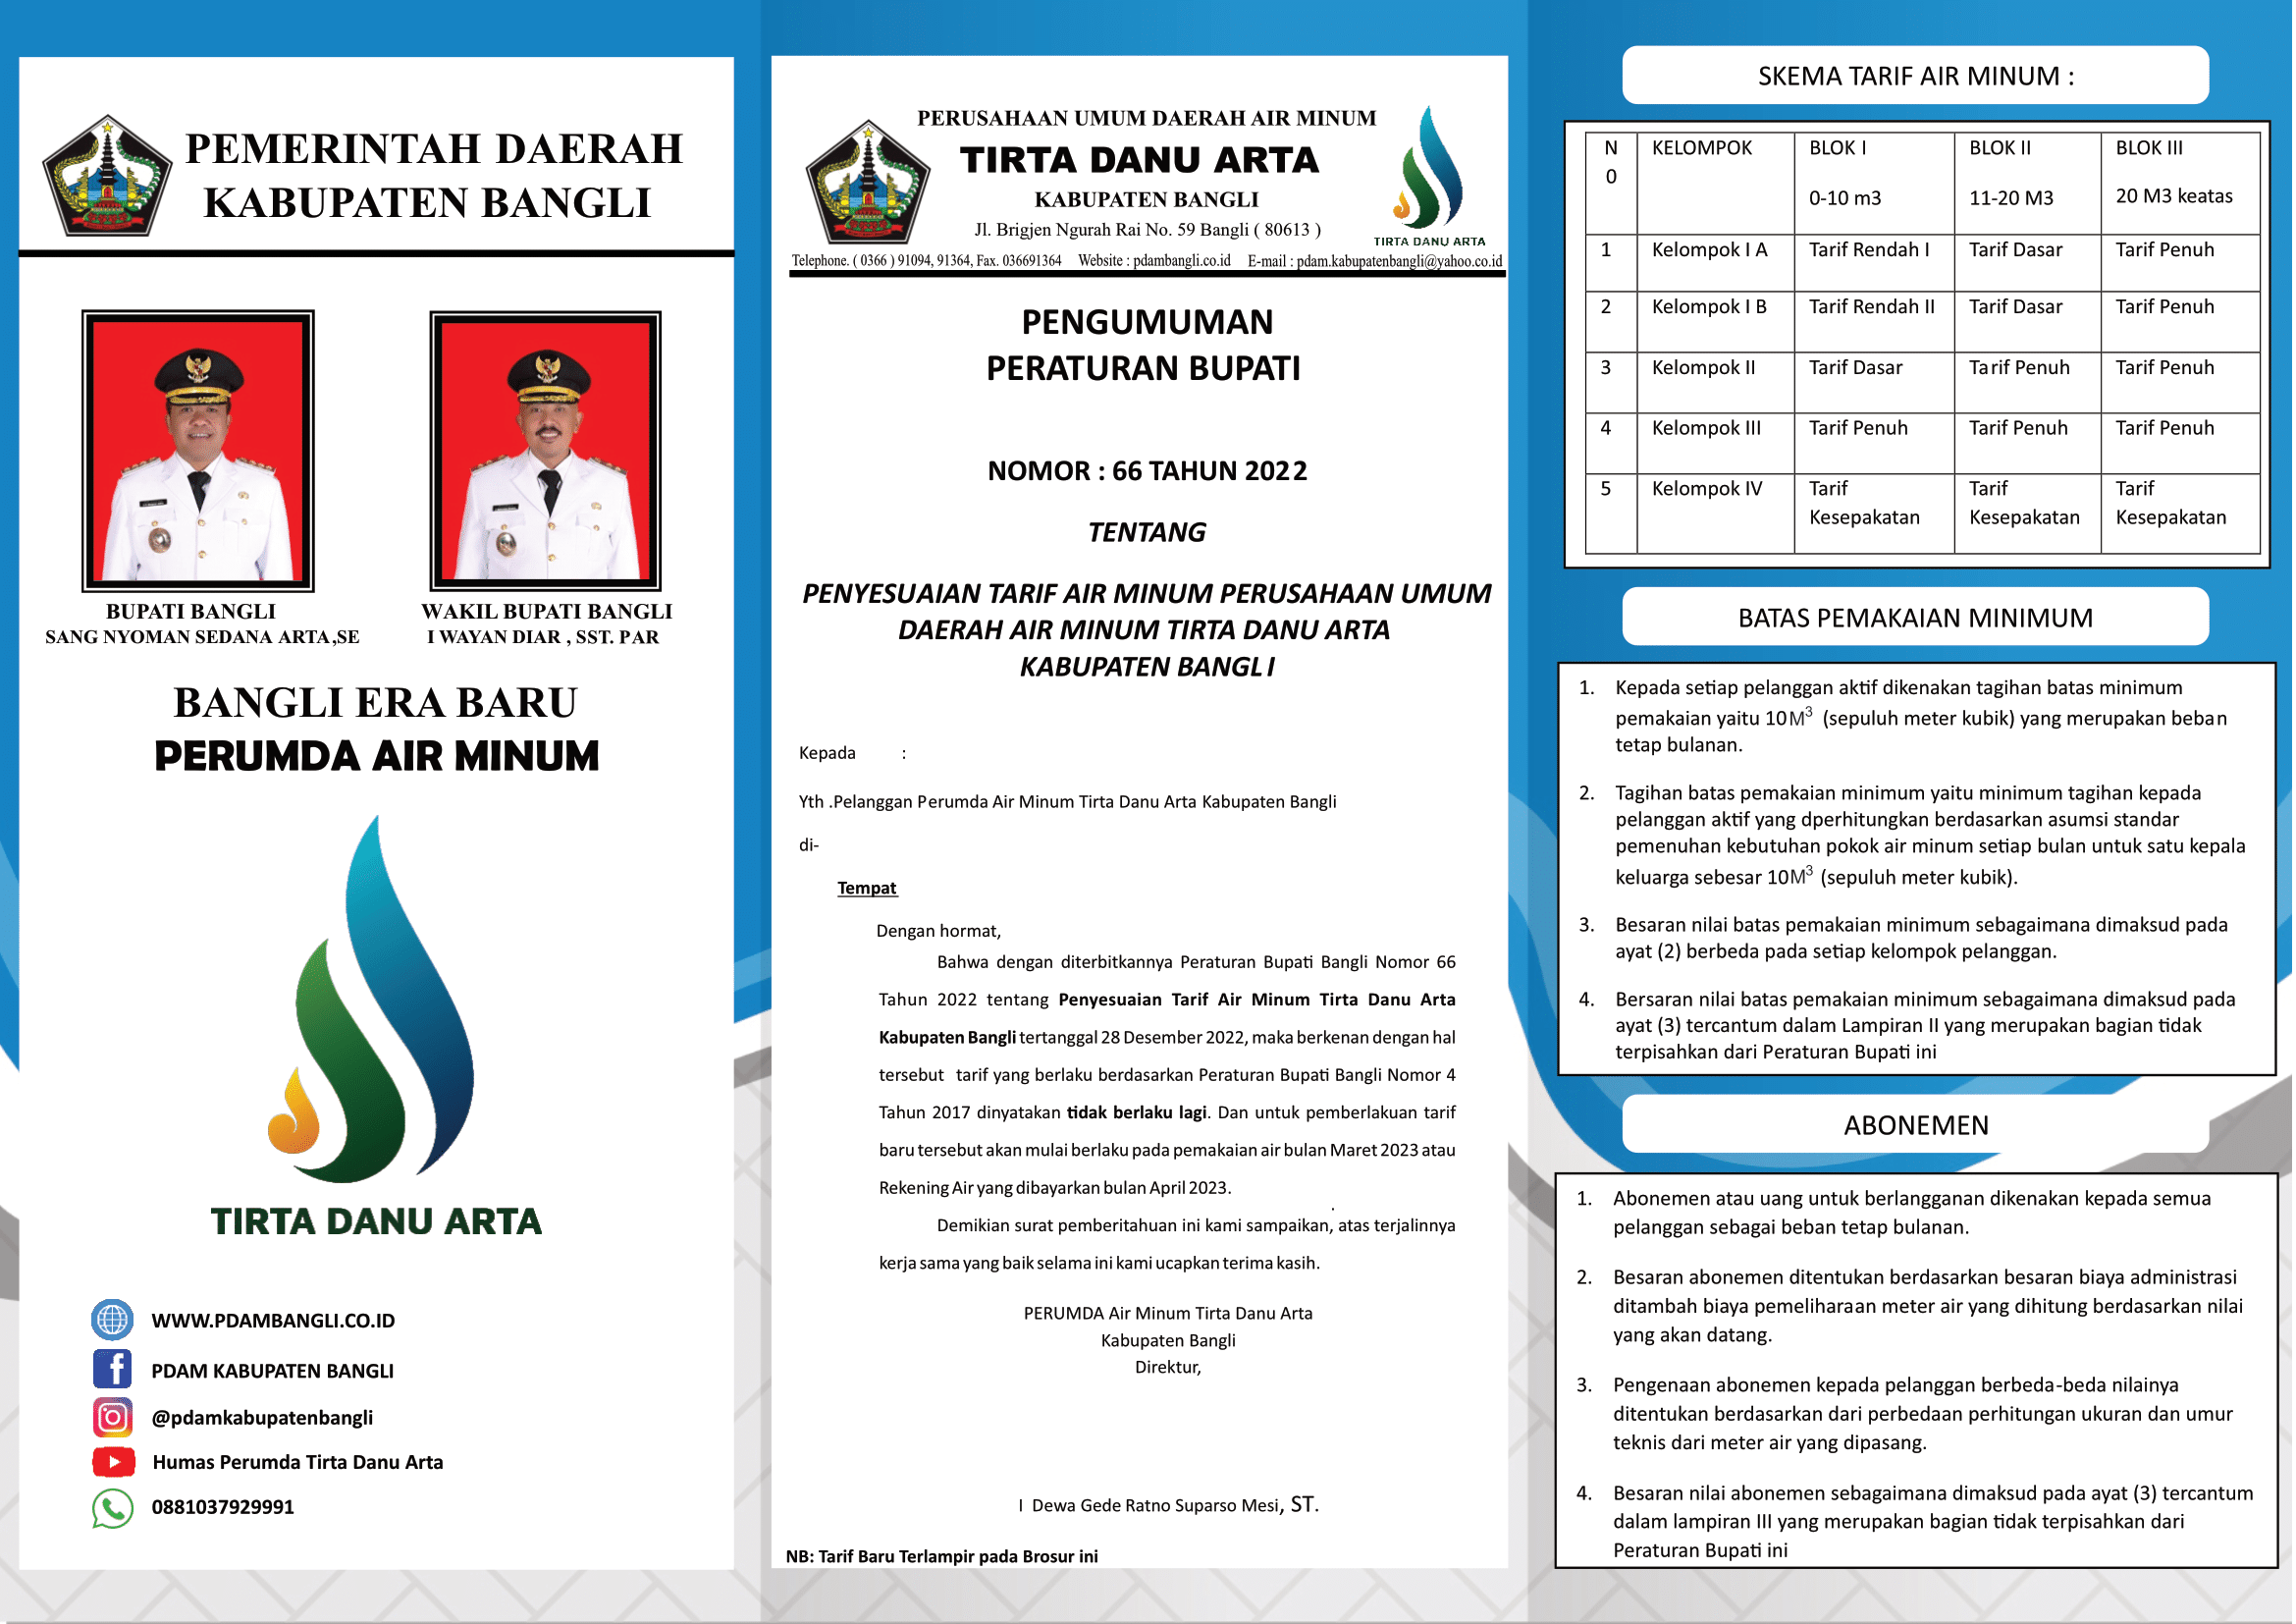 PEMERINTAH DAERAH
KABUPATEN BANGLI
BUPATI BANGLI
SANG NYOMAN SEDANA ARTA,SE
WAKIL BUPATI BANGLI
I WAYAN DIAR , SST. PAR
BANGLI ERA BARU
PERUMDA AIR MINUM
TIRTA DANU ARTA
WWW.PDAMBANGLI.CO.ID
PDAM KABUPATEN BANGLI
@pdamkabupatenbangli
Humas Perumda Tirta Danu Arta
0881037929991
PERUSAHAAN UMUM DAERAH AIR MINUM
TIRTA DANU ARTA
KABUPATEN BANGLI
Jl. Brigjen Ngurah Rai No. 59 Bangli ( 80613 )
TIRTA DANU ARTA
Telephone. ( 0366 ) 91094, 91364, Fax. 036691364 Website : pdambangli.co.id E-mail : pdam.kabupatenbangli@yahoo.co.id
PENGUMUMAN
PERATURAN BUPATI
NOMOR : 66 TAHUN 2022
TENTANG
PENYESUAIAN TARIF AIR MINUM PERUSAHAAN UMUM
DAERAH AIR MINUM TIRTA DANU ARTA
KABUPATEN BANGLI
Kepada :
Yth .Pelanggan Perumda Air Minum Tirta Danu Arta Kabupaten Bangli
di-
Tempat
Dengan hormat,
Bahwa dengan diterbitkannya Peraturan Bupati Bangli Nomor 66
Tahun 2022 tentang Penyesuaian Tarif Air Minum Tirta Danu Arta
Kabupaten Bangli tertanggal 28 Desember 2022, maka berkenan dengan hal
tersebut tarif yang berlaku berdasarkan Peraturan Bupati Bangli Nomor 4
Tahun 2017 dinyatakan tidak berlaku lagi. Dan untuk pemberlakuan tarif
baru tersebut akan mulai berlaku pada pemakaian air bulan Maret 2023 atau
Rekening Air yang dibayarkan bulan April 2023.
Demikian surat pemberitahuan ini kami sampaikan, atas terjalinnya
kerja sama yang baik selama ini kami ucapkan terima kasih.
PERUMDA Air Minum Tirta Danu Arta
Kabupaten Bangli
Direktur,
I Dewa Gede Ratno Suparso Mesi, ST.
NB: Tarif Baru Terlampir pada Brosur ini
SKEMA TARIF AIR MINUM :
N0 KELOMPOK BLOK I BLOK II BLOK III
0-10 m3 11-20 M3 20 M3 keatas
1 Kelompok I A Tarif Rendah I Tarif Dasar Tarif Penuh
2 Kelompok I B Tarif Rendah II Tarif Dasar Tarif Penuh
3 Kelompok II Tarif Dasar Tarif Penuh Tarif Penuh
4 Kelompok III Tarif Penuh Tarif Penuh Tarif Penuh
5 Kelompok IV Tarif Tarif Tarif
Kesepakatan Kesepakatan Kesepakatan
BATAS PEMAKAIAN MINIMUM
1. Kepada setiap pelanggan aktif dikenakan tagihan batas minimum
pemakaian yaitu 10M³ (sepuluh meter kubik) yang merupakan beban
tetap bulanan.
2. Tagihan batas pemakaian minimum yaitu minimum tagihan kepada
pelanggan aktif yang dperhitungkan berdasarkan asumsi standar
pemenuhan kebutuhan pokok air minum setiap bulan untuk satu kepala
keluarga sebesar 10M³ (sepuluh meter kubik).
3. Besaran nilai batas pemakaian minimum sebagaimana dimaksud pada
ayat (2) berbeda pada setiap kelompok pelanggan.
4. Bersaran nilai batas pemakaian minimum sebagaimana dimaksud pada
ayat (3) tercantum dalam Lampiran II yang merupakan bagian tidak
terpisahkan dari Peraturan Bupati ini
ABONEMEN
1. Abonemen atau uang untuk berlangganan dikenakan kepada semua
pelanggan sebagai beban tetap bulanan.
2. Besaran abonemen ditentukan berdasarkan besaran biaya administrasi
ditambah biaya pemeliharaan meter air yang dihitung berdasarkan nilai
yang akan datang.
3. Pengenaan abonemen kepada pelanggan berbeda-beda nilainya
ditentukan berdasarkan dari perbedaan perhitungan ukuran dan umur
teknis dari meter air yang dipasang.
4. Besaran nilai abonemen sebagaimana dimaksud pada ayat (3) tercantum
dalam lampiran III yang merupakan bagian tidak terpisahkan dari
Peraturan Bupati ini